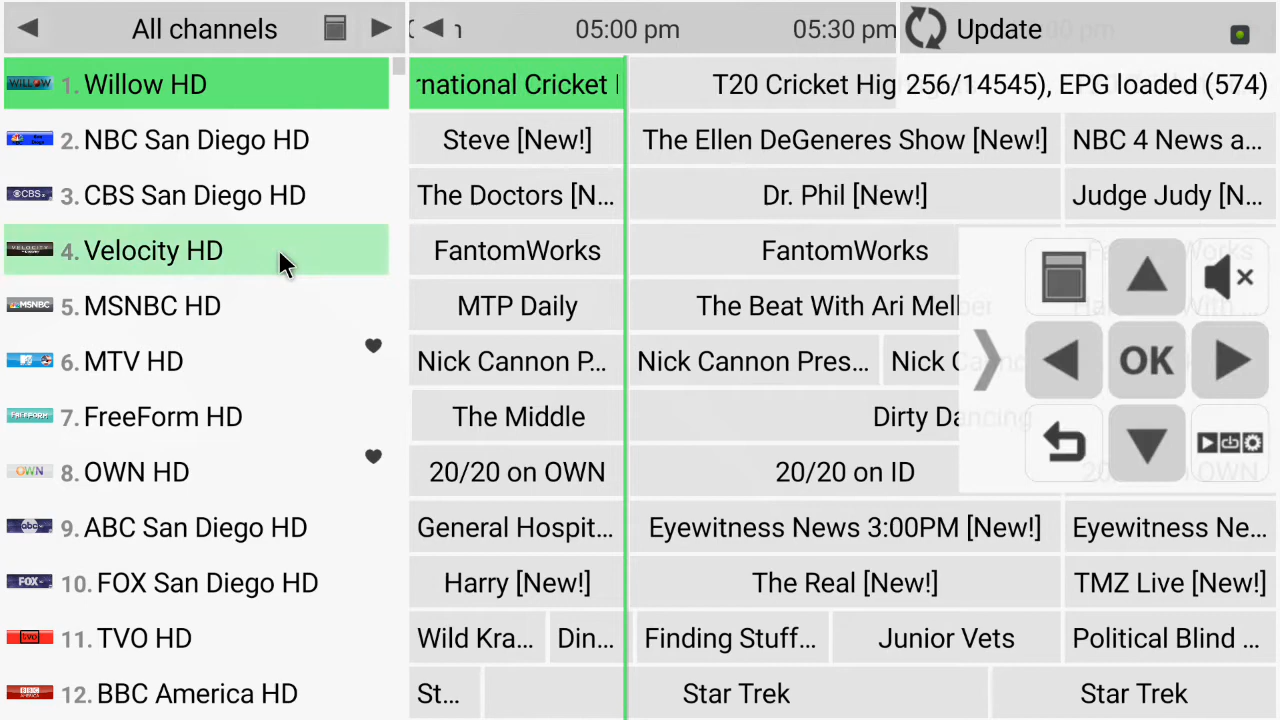 All channels
05:00 pm
05:30 pm
Update
1. Willow HD
rnational Cricket
T20 Cricket Hig
256/14545), EPG loaded (574)
2. NBC San Diego HD
Steve [New!]
The Ellen DeGeneres Show [New!]
NBC 4 News a...
3. CBS San Diego HD
The Doctors [N...
Dr. Phil [New!]
Judge Judy [N...
4. Velocity HD
FantomWorks
FantomWorks
5. MSNBC HD
MTP Daily
The Beat With Ari Melber
6. MTV HD
Nick Cannon P...
Nick Cannon Pres...
Nick
OK
7. FreeForm HD
The Middle
Dirty Dancing
8. OWN HD
20/20 on OWN
20/20 on ID
9. ABC San Diego HD
General Hospit...
Eyewitness News 3:00PM [New!]
Eyewitness Ne...
10. FOX San Diego HD
Harry [New!]
The Real [New!]
TMZ Live [New!]
11. TVO HD
Wild Kra...
Din...
Finding Stuff...
Junior Vets
Political Blind ...
12. BBC America HD
St...
Star Trek
Star Trek